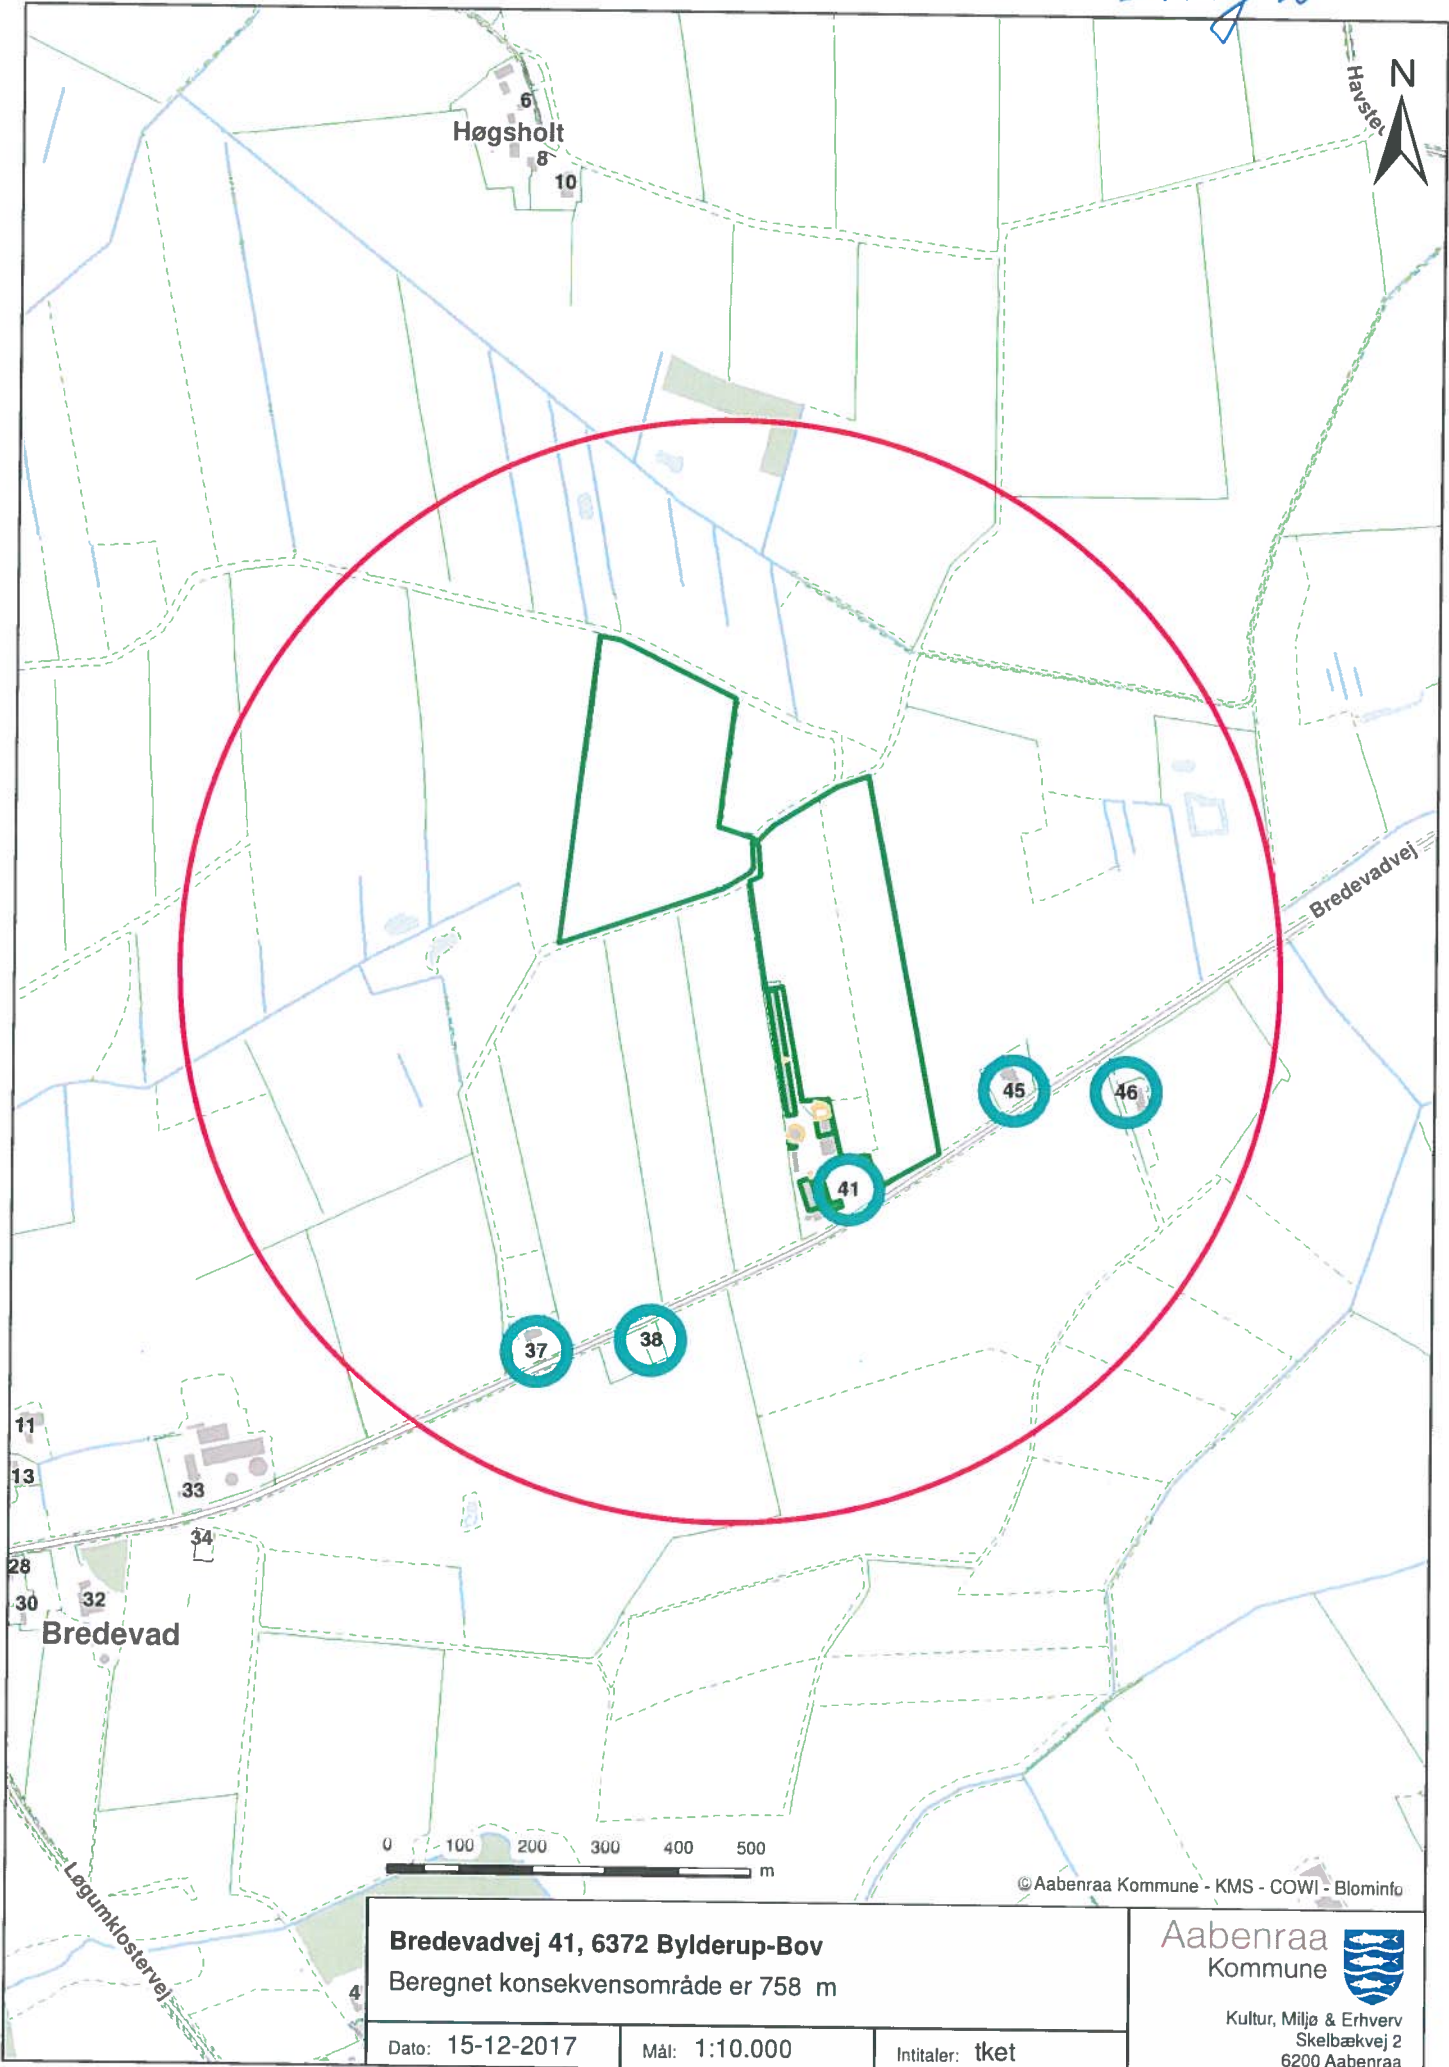 N
Havste
6
Høgsholt
8
10
Bredevadvej
45
46
41
38
37
11
13
33
34
28
32
30
Bredevad
Løgumklostervej
4
0 100 200 300 400 500
m
© Aabenraa Kommune - KMS - COWI - Blominfo
Bredevadvej 41, 6372 Bylderup-Bov
Beregnet konsekvensområde er 758 m
Dato: 15-12-2017
Mål: 1:10.000
Intitaler: tket
Aabenraa
Kommune
Kultur, Miljø & Erhverv
Skelbækvej 2
6200 Aabenraa